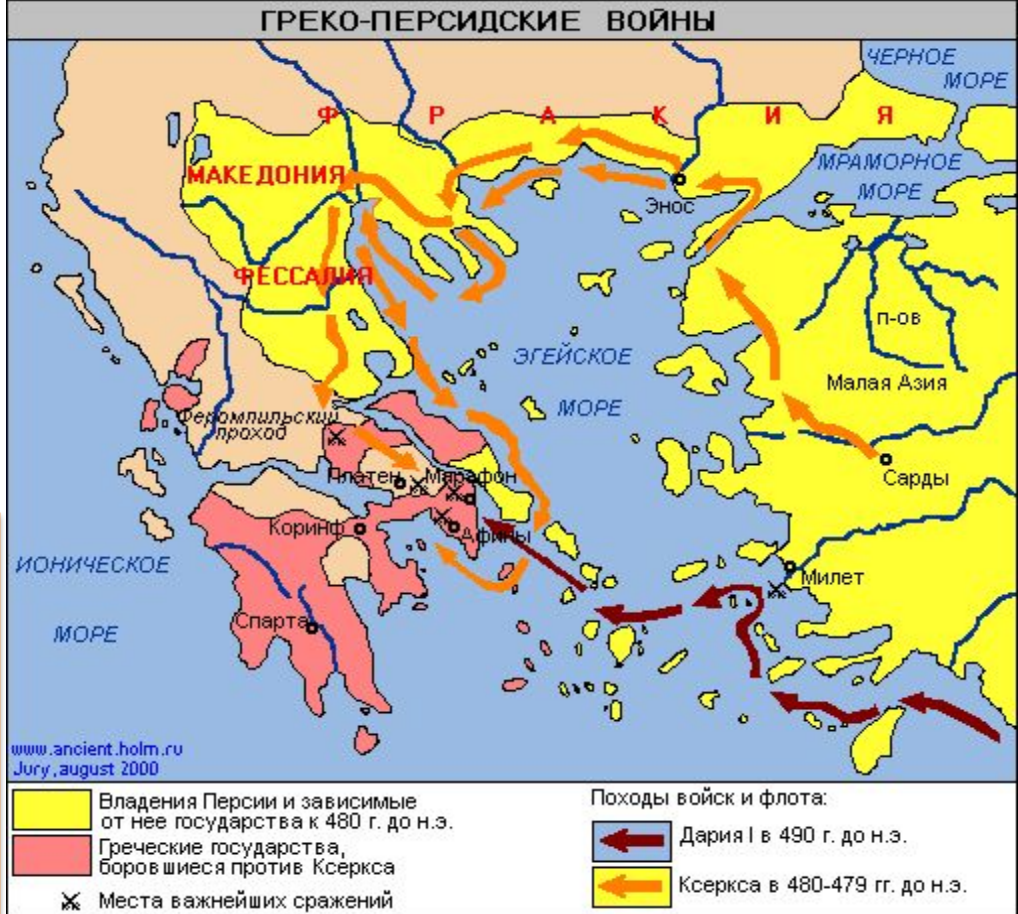 ГРЕКО-ПЕРСИДСКИЕ ВОЙНЫ
ЧЕРНОЕ
МОРЕ
ФРАКИЯ
МАКЕДОНИЯ
МРАМОРНОЕ
МОРЕ
Энос
ФЕССАЛИЯ
п-ов
Малая Азия
ЭГЕЙСКОЕ
МОРЕ
Феромпильский
проход
Платеи
Марафон
Сарды
Коринф
Афины
ИОНИЧЕСКОЕ
МОРЕ
Милет
Спарта
www.ancient.holm.ru
Jury,august 2000
Владения Персии и зависимые
от нее государства к 480 г. до н.э.
Греческие государства,
боровшиеся против Ксеркса
Места важнейших сражений
Походы войск и флота:
Дария I в 490 г. до н.э.
Ксеркса в 480-479 гг. до н.э.